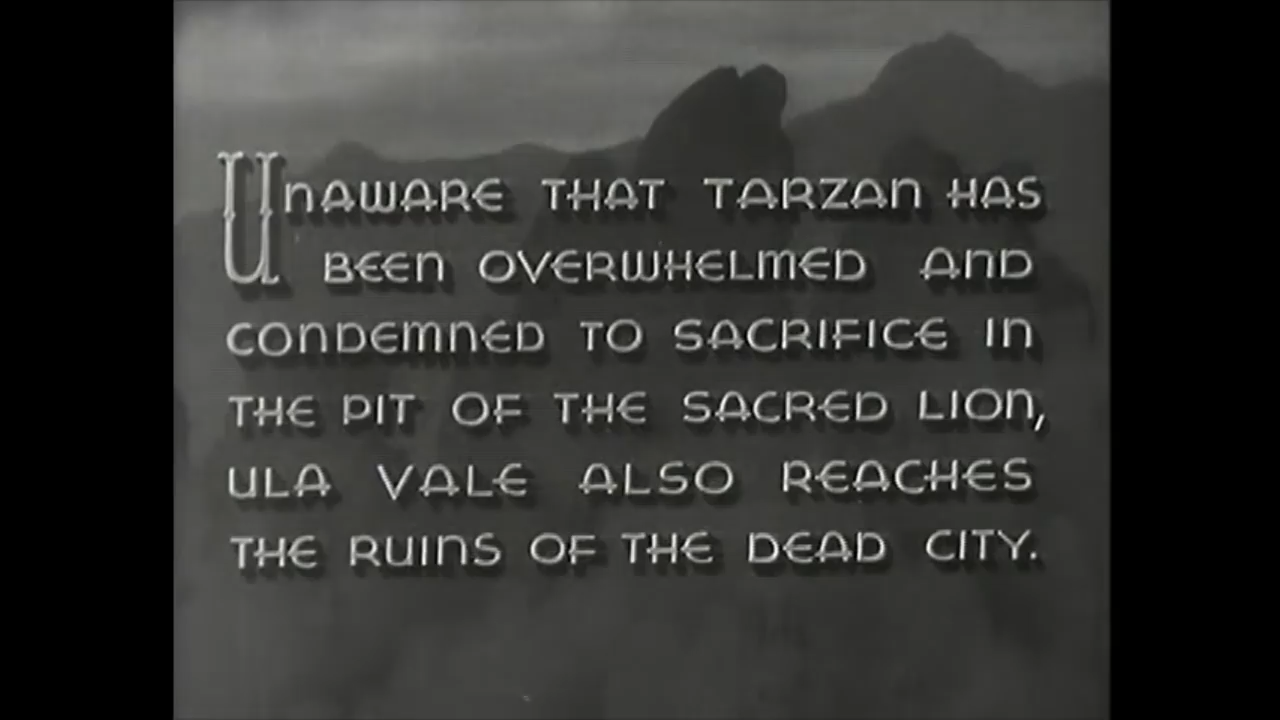 UNAWARE THAT TARZAN HAS
BEEN OVERWHELMED AND
CONDEMNED TO SACRIFICE IN
THE PIT OF THE SACRED LION,
ULA VALE ALSO REACHES
THE RUINS OF THE DEAD CITY.